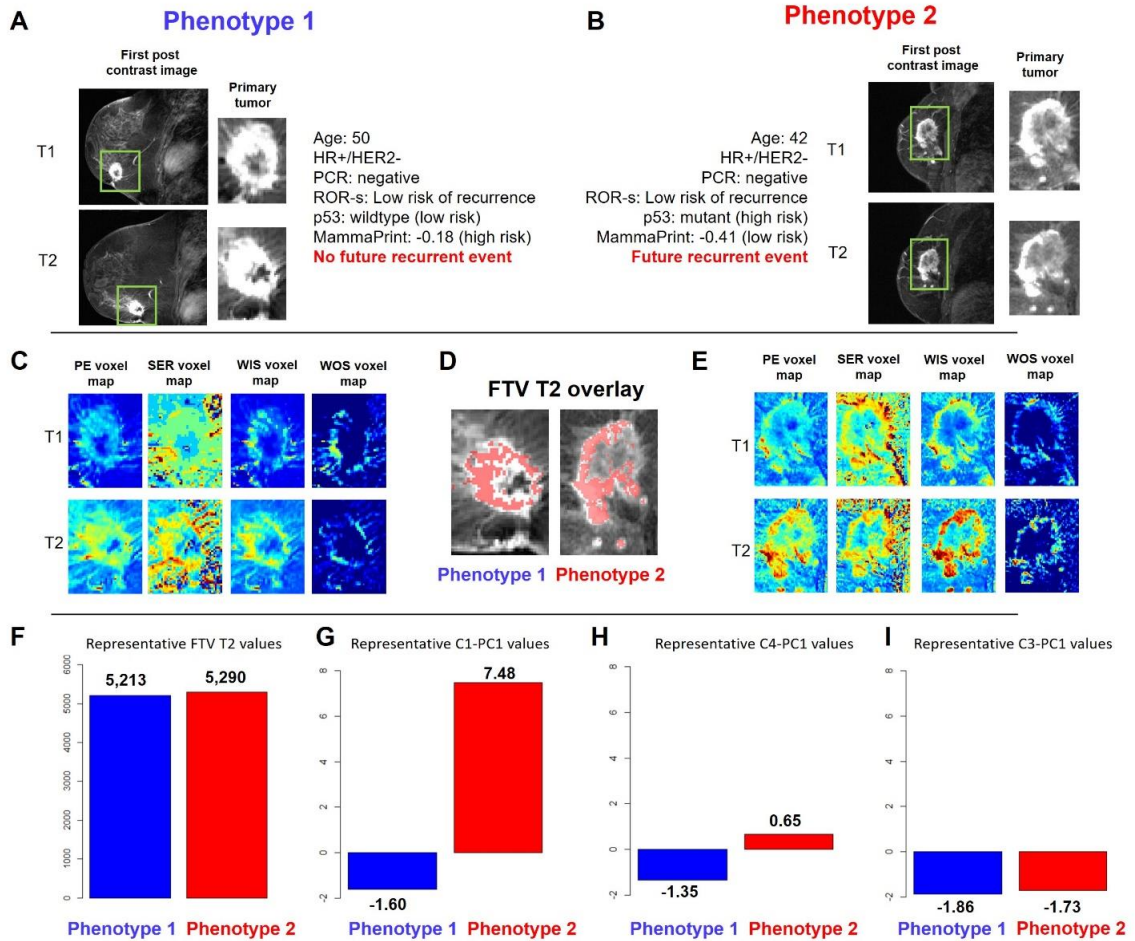 A
Phenotype 1
First post
contrast image
Primary
tumor
T1
T2
Age: 50
HR+/HER2-
PCR: negative
ROR-s: Low risk of recurrence
p53: wildtype (low risk)
MammaPrint: -0.18 (high risk)
No future recurrent event
B
Phenotype 2
First post
contrast image
Primary
tumor
Age: 42
HR+/HER2-
PCR: negative
ROR-s: Low risk of recurrence
p53: mutant (high risk)
MammaPrint: -0.41 (low risk)
Future recurrent event
T1
T2
C
PE voxel
map
SER voxel
map
WIS voxel
map
WOS voxel
map
T1
T2
D
FTV T2 overlay
Phenotype 1
Phenotype 2
E
PE voxel
map
SER voxel
map
WIS voxel
map
WOS voxel
map
T1
T2
F
Representative FTV T2 values
6000
5000
4000
3000
2000
1000
0
5,213
5,290
Phenotype 1
Phenotype 2
G
Representative C1-PC1 values
8
6
4
2
0
-2
-1.60
7.48
Phenotype 1
Phenotype 2
H
Representative C4-PC1 values
8
6
4
2
0
-2
-1.35
0.65
Phenotype 1
Phenotype 2
I
Representative C3-PC1 values
8
6
4
2
0
-2
-1.86
-1.73
Phenotype 1
Phenotype 2